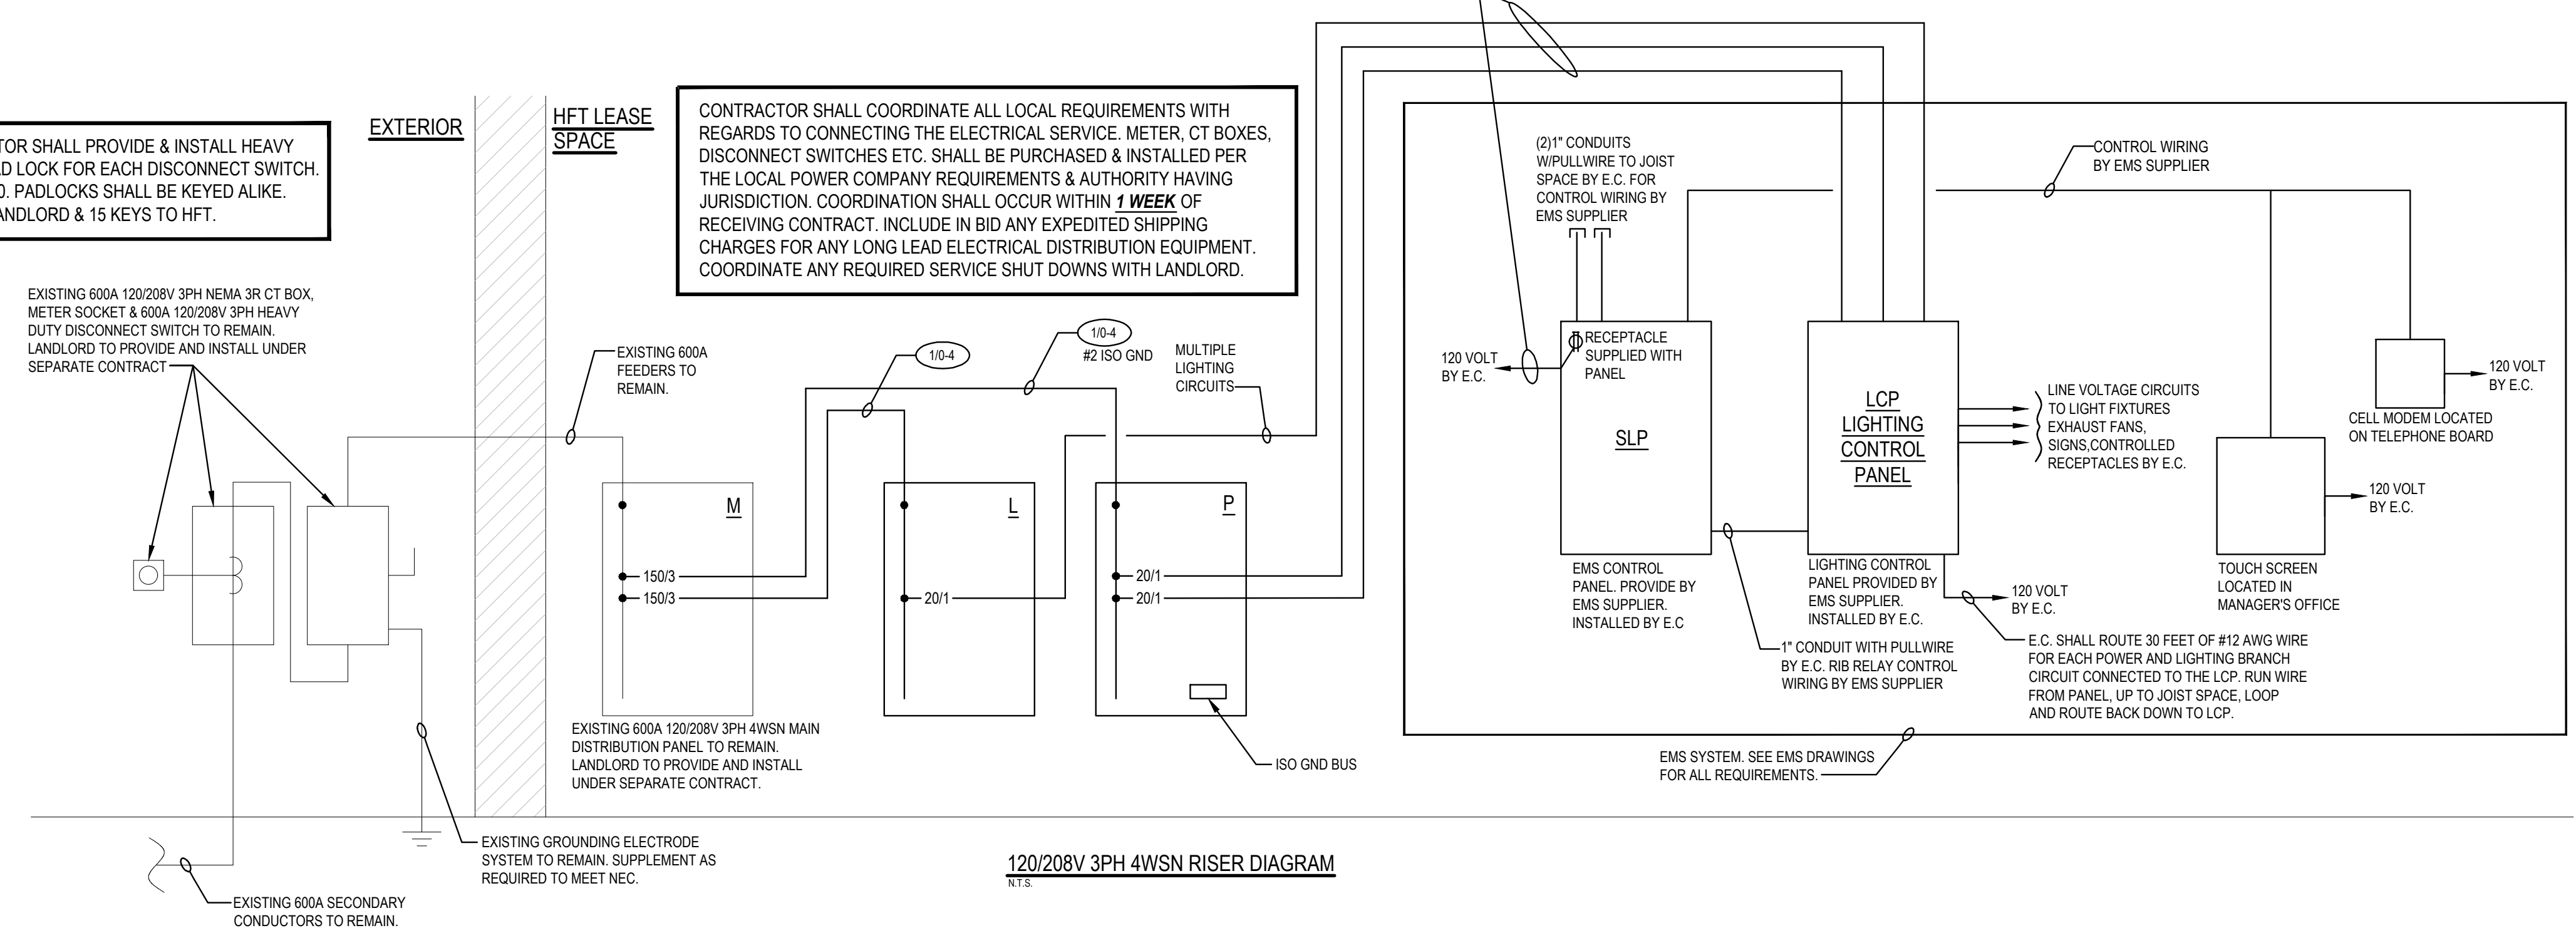 TOR SHALL PROVIDE & INSTALL HEAVY
AD LOCK FOR EACH DISCONNECT SWITCH.
0. PADLOCKS SHALL BE KEYED ALIKE.
ANDLORD & 15 KEYS TO HFT.
EXTERIOR
HFT LEASE
SPACE
CONTRACTOR SHALL COORDINATE ALL LOCAL REQUIREMENTS WITH
REGARDS TO CONNECTING THE ELECTRICAL SERVICE. METER, CT BOXES,
DISCONNECT SWITCHES ETC. SHALL BE PURCHASED & INSTALLED PER
THE LOCAL POWER COMPANY REQUIREMENTS & AUTHORITY HAVING
JURISDICTION. COORDINATION SHALL OCCUR WITHIN 1 WEEK OF
RECEIVING CONTRACT. INCLUDE IN BID ANY EXPEDITED SHIPPING
CHARGES FOR ANY LONG LEAD ELECTRICAL DISTRIBUTION EQUIPMENT.
COORDINATE ANY REQUIRED SERVICE SHUT DOWNS WITH LANDLORD.
EXISTING 600A 120/208V 3PH NEMA 3R CT BOX,
METER SOCKET & 600A 120/208V 3PH HEAVY
DUTY DISCONNECT SWITCH TO REMAIN.
LANDLORD TO PROVIDE AND INSTALL UNDER
SEPARATE CONTRACT
EXISTING 600A
FEEDERS TO
REMAIN.
1/0-4
1/0-4
#2 ISO GND
MULTIPLE
LIGHTING
CIRCUITS
M
150/3
150/3
L
20/1
P
20/1
20/1
EXISTING 600A 120/208V 3PH 4WSN MAIN
DISTRIBUTION PANEL TO REMAIN.
LANDLORD TO PROVIDE AND INSTALL
UNDER SEPARATE CONTRACT.
ISO GND BUS
EXISTING GROUNDING ELECTRODE
SYSTEM TO REMAIN. SUPPLEMENT AS
REQUIRED TO MEET NEC.
EXISTING 600A SECONDARY
CONDUCTORS TO REMAIN.
(2)1" CONDUITS
W/PULLWIRE TO JOIST
SPACE BY E.C. FOR
CONTROL WIRING BY
EMS SUPPLIER
CONTROL WIRING
BY EMS SUPPLIER
120 VOLT
BY E.C.
RECEPTACLE
SUPPLIED WITH
PANEL
SLP
LCP
LIGHTING
CONTROL
PANEL
LINE VOLTAGE CIRCUITS
TO LIGHT FIXTURES
EXHAUST FANS,
SIGNS,CONTROLLED
RECEPTACLES BY E.C.
120 VOLT
BY E.C.
CELL MODEM LOCATED
ON TELEPHONE BOARD
120 VOLT
BY E.C.
TOUCH SCREEN
LOCATED IN
MANAGER'S OFFICE
EMS CONTROL
PANEL. PROVIDE BY
EMS SUPPLIER.
INSTALLED BY E.C
LIGHTING CONTROL
PANEL PROVIDED BY
EMS SUPPLIER.
INSTALLED BY E.C.
120 VOLT
BY E.C.
1" CONDUIT WITH PULLWIRE
BY E.C. RIB RELAY CONTROL
WIRING BY EMS SUPPLIER
E.C. SHALL ROUTE 30 FEET OF #12 AWG WIRE
FOR EACH POWER AND LIGHTING BRANCH
CIRCUIT CONNECTED TO THE LCP. RUN WIRE
FROM PANEL, UP TO JOIST SPACE, LOOP
AND ROUTE BACK DOWN TO LCP.
EMS SYSTEM. SEE EMS DRAWINGS
FOR ALL REQUIREMENTS.
120/208V 3PH 4WSN RISER DIAGRAM
N.T.S.